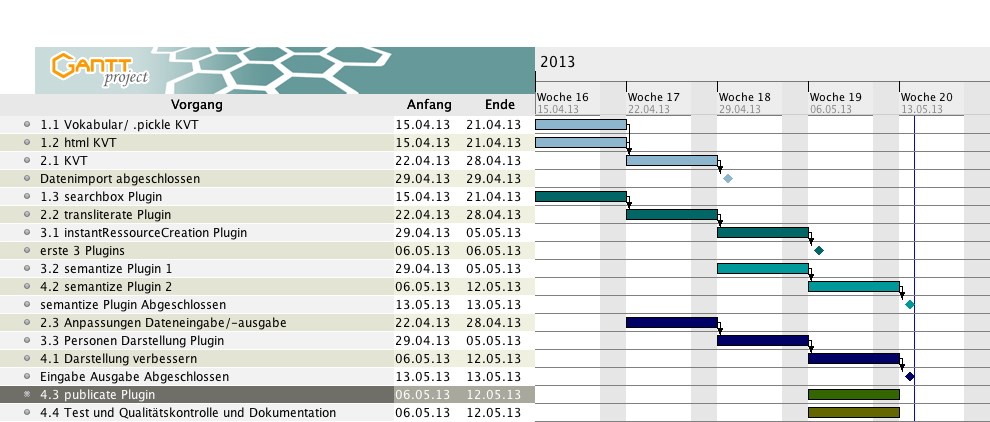 GANTT
project
2013
Woche 16 Woche 17 Woche 18 Woche 19 Woche 20
Vorgang Anfang Ende
15.04.13 22.04.13 29.04.13 06.05.13 13.05.13
1.1 Vokabular/ .pickle KVT 15.04.13 21.04.13
1.2 html KVT 15.04.13 21.04.13
2.1 KVT 22.04.13 28.04.13
Datenimport abgeschlossen 29.04.13 29.04.13
1.3 searchbox Plugin 15.04.13 21.04.13
2.2 transliterate Plugin 22.04.13 28.04.13
3.1 instantRessourceCreation Plugin 29.04.13 05.05.13
erste 3 Plugins 06.05.13 06.05.13
3.2 semantize Plugin 1 29.04.13 05.05.13
4.2 semantize Plugin 2 06.05.13 12.05.13
semantize Plugin Abgeschlossen 13.05.13 13.05.13
2.3 Anpassungen Dateneingabe/-ausgabe 22.04.13 28.04.13
3.3 Personen Darstellung Plugin 29.04.13 05.05.13
4.1 Darstellung verbessern 06.05.13 12.05.13
Eingabe Ausgabe Abgeschlossen 13.05.13 13.05.13
4.3 publicate Plugin 06.05.13 12.05.13
4.4 Test und Qualitätskontrolle und Dokumentation 06.05.13 12.05.13